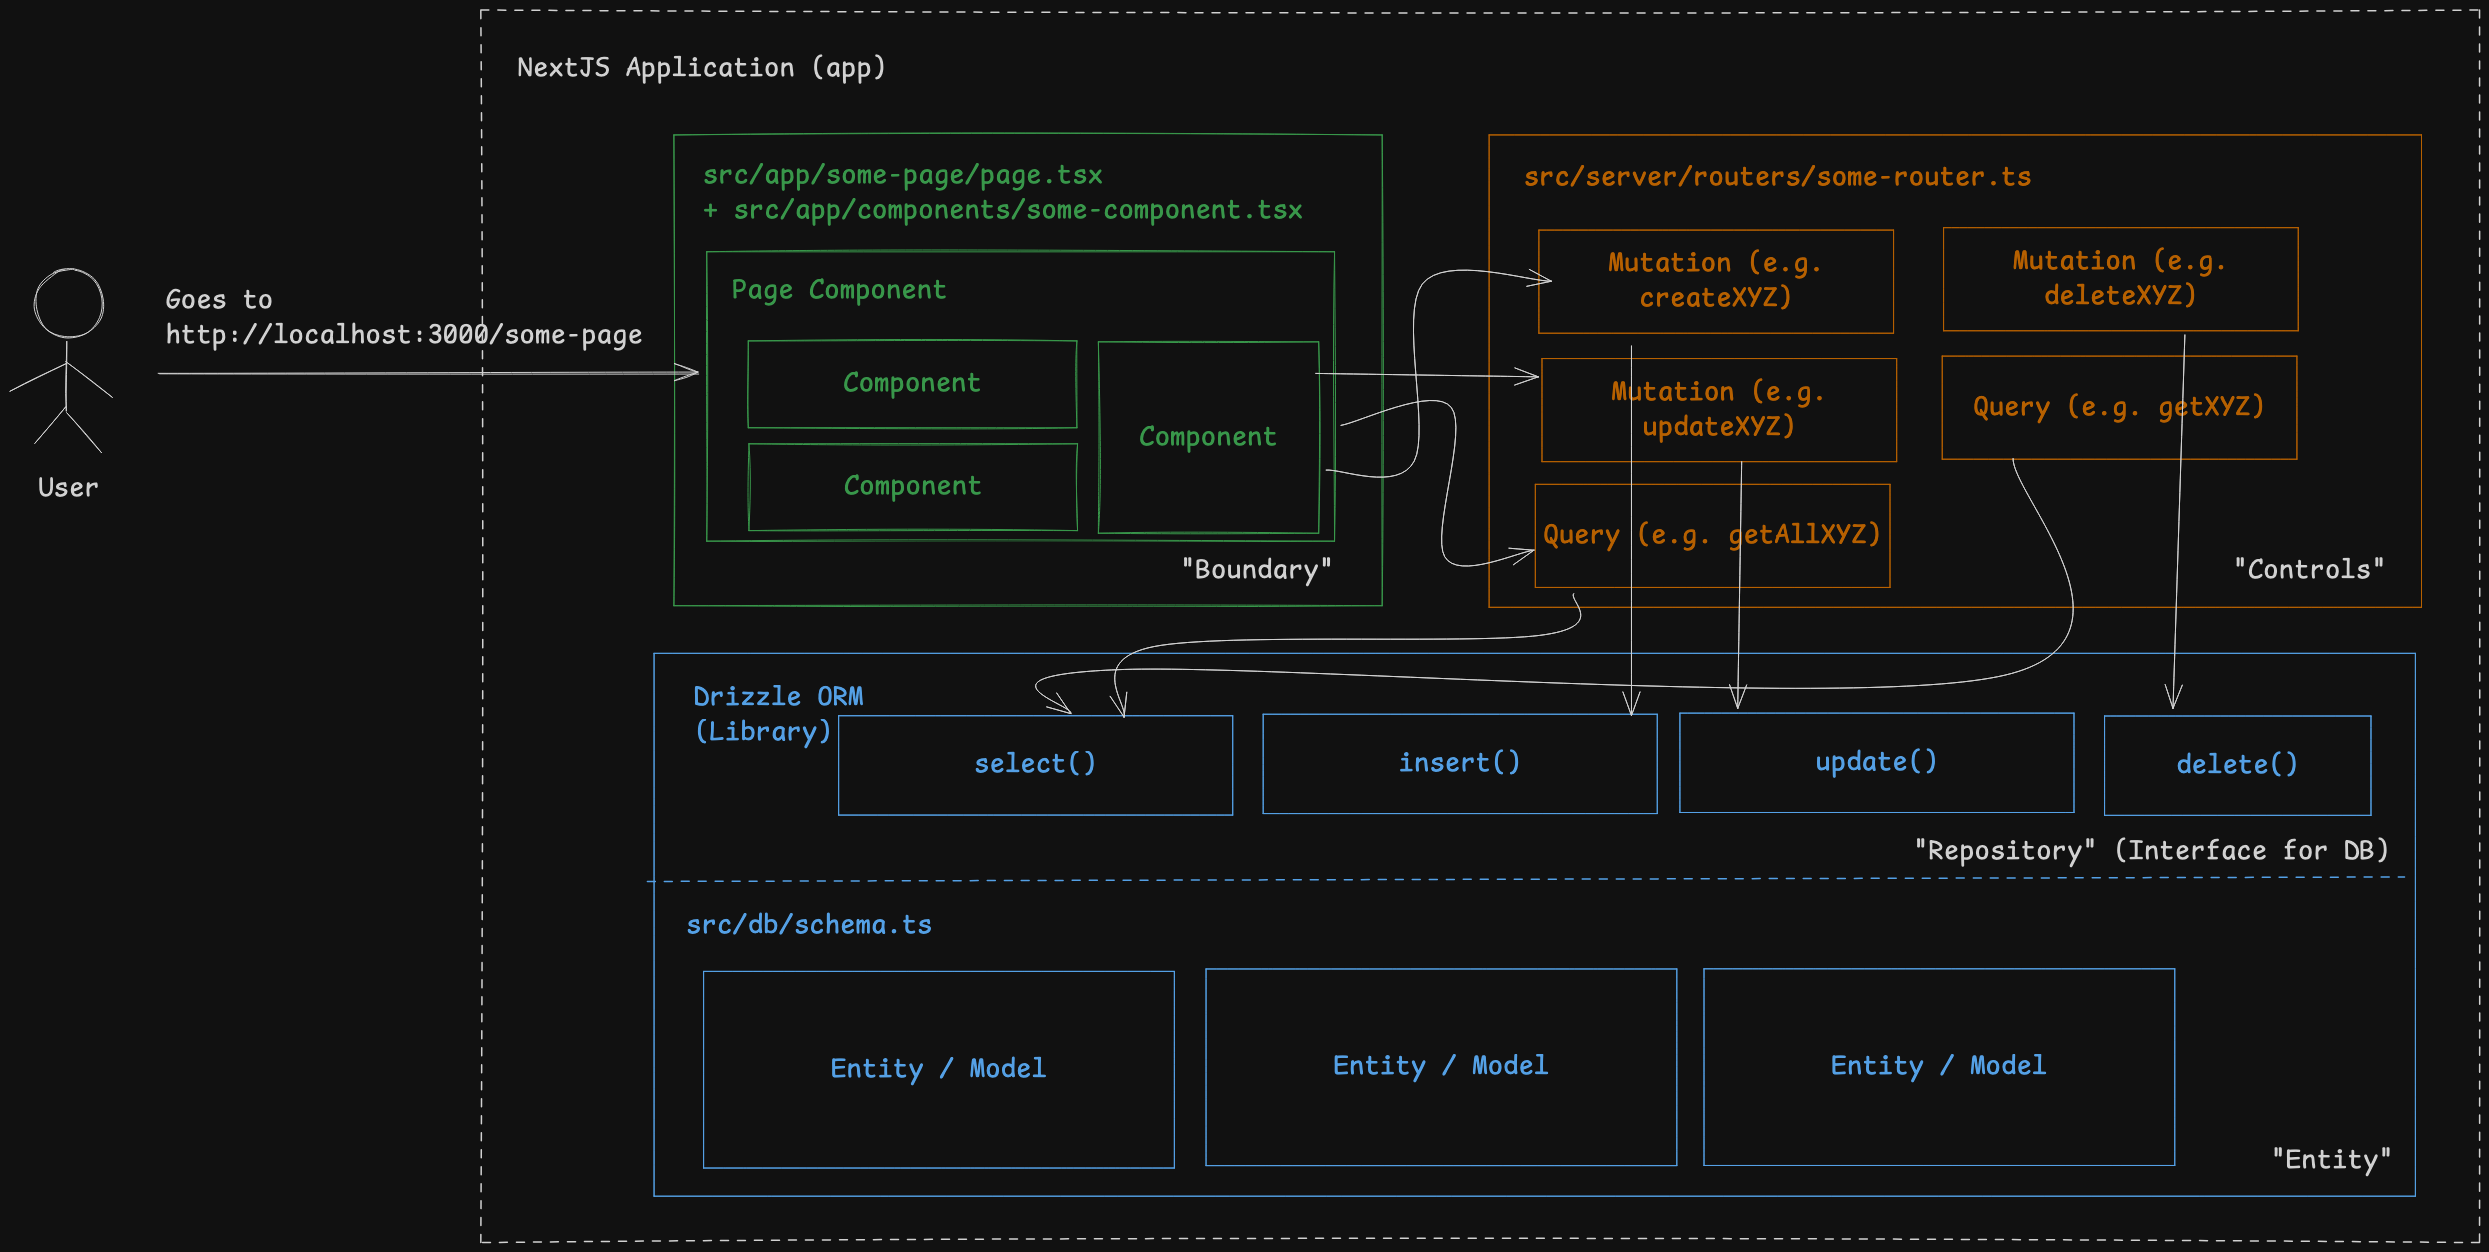 NextJS Application (app)
Goes to
http://localhost:3000/some-page
User
src/app/some-page/page.tsx
+ src/app/components/some-component.tsx
Page Component
Component
Component
Component
"Boundary"
src/server/routers/some-router.ts
Mutation (e.g.
createXYZ)
Mutation (e.g.
deleteXYZ)
Mutation (e.g.
updateXYZ)
Query (e.g. getXYZ)
Query (e.g. getAllXYZ)
"Controls"
Drizzle ORM
(Library)
select()
insert()
update()
delete()
"Repository" (Interface for DB)
src/db/schema.ts
Entity / Model
Entity / Model
Entity / Model
"Entity"